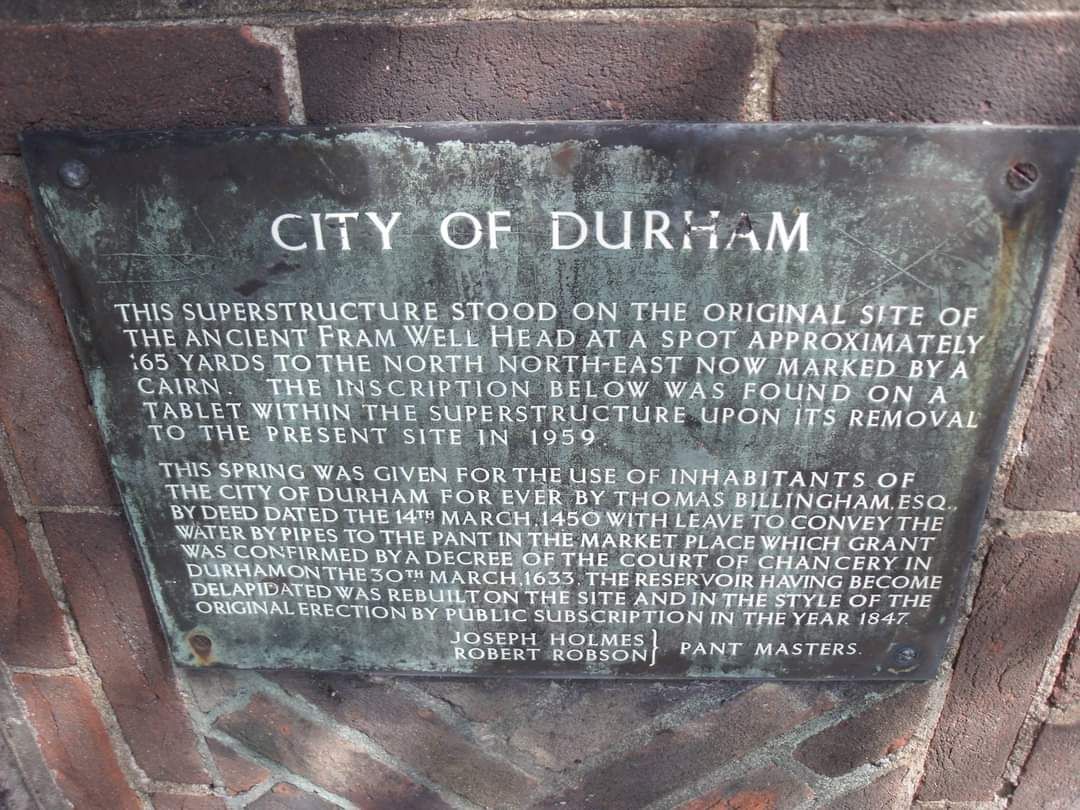 CITY OF DURHAM
THIS SUPERSTRUCTURE STOOD ON THE ORIGINAL SITE OF
THE ANCIENT FRAM WELL HEAD AT A SPOT APPROXIMATELY
165 YARDS TO THE NORTH NORTH-EAST NOW MARKED BY A
CAIRN. THE INSCRIPTION BELOW WAS FOUND ON A
TABLET WITHIN THE SUPERSTRUCTURE UPON ITS REMOVAL
TO THE PRESENT SITE IN 1959.
THIS SPRING WAS GIVEN FOR THE USE OF INHABITANTS OF
THE CITY OF DURHAM FOR EVER BY THOMAS BILLINGHAM, ESQ.,
BY DEED DATED THE 14TH MARCH, 1450 WITH LEAVE TO CONVEY THE
WATER BY PIPES TO THE PANT IN THE MARKET PLACE WHICH GRANT
WAS CONFIRMED BY A DECREE OF THE COURT OF CHANCERY IN
DURHAM ON THE 30TH MARCH, 1633. THE RESERVOIR HAVING BECOME
DELAPIDATED WAS REBUILT ON THE SITE AND IN THE STYLE OF THE
ORIGINAL ERECTION BY PUBLIC SUBSCRIPTION IN THE YEAR 1847.
JOSEPH HOLMES
ROBERT ROBSON} PANT MASTERS.